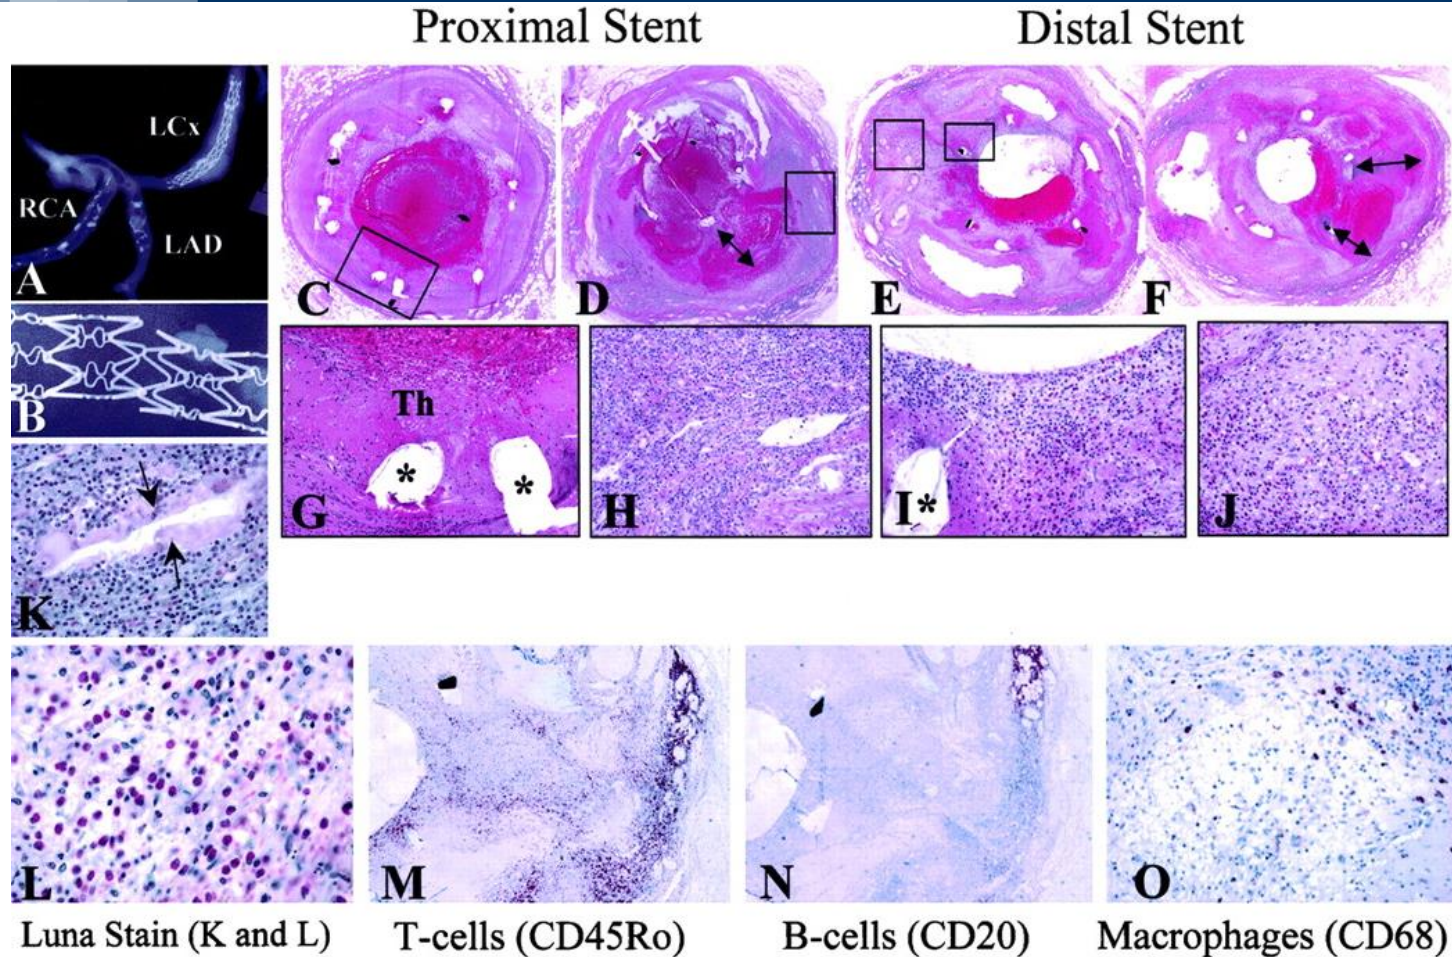 Proximal Stent
Distal Stent
LCx
RCA
LAD
A
B
C
D
E
F
Th
*
*
G
H
I*
J
K
L
M
N
O
Luna Stain (K and L)
T-cells (CD45Ro)
B-cells (CD20)
Macrophages (CD68)